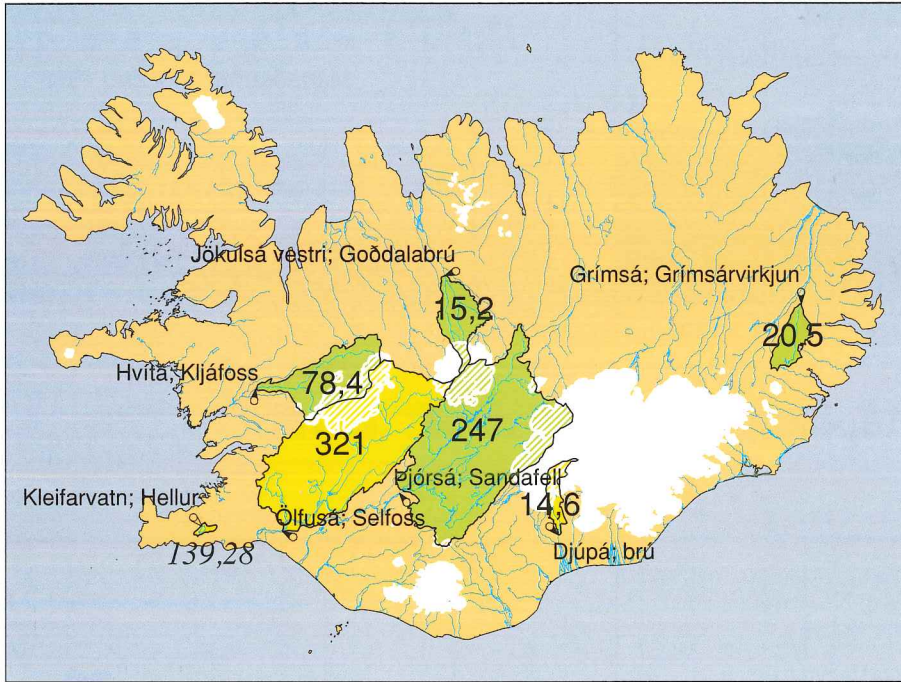 Jökulsá vestri; Goðdalabrú
15,2
Grímsá; Grímsárvirkjun
20,5
Hvítá; Kljáfoss
78,4
321
247
Þjórsá; Sandafell
14,6
Kleifarvatn; Hellur
Ölfusá; Selfoss
139,28
Djúpá; brú